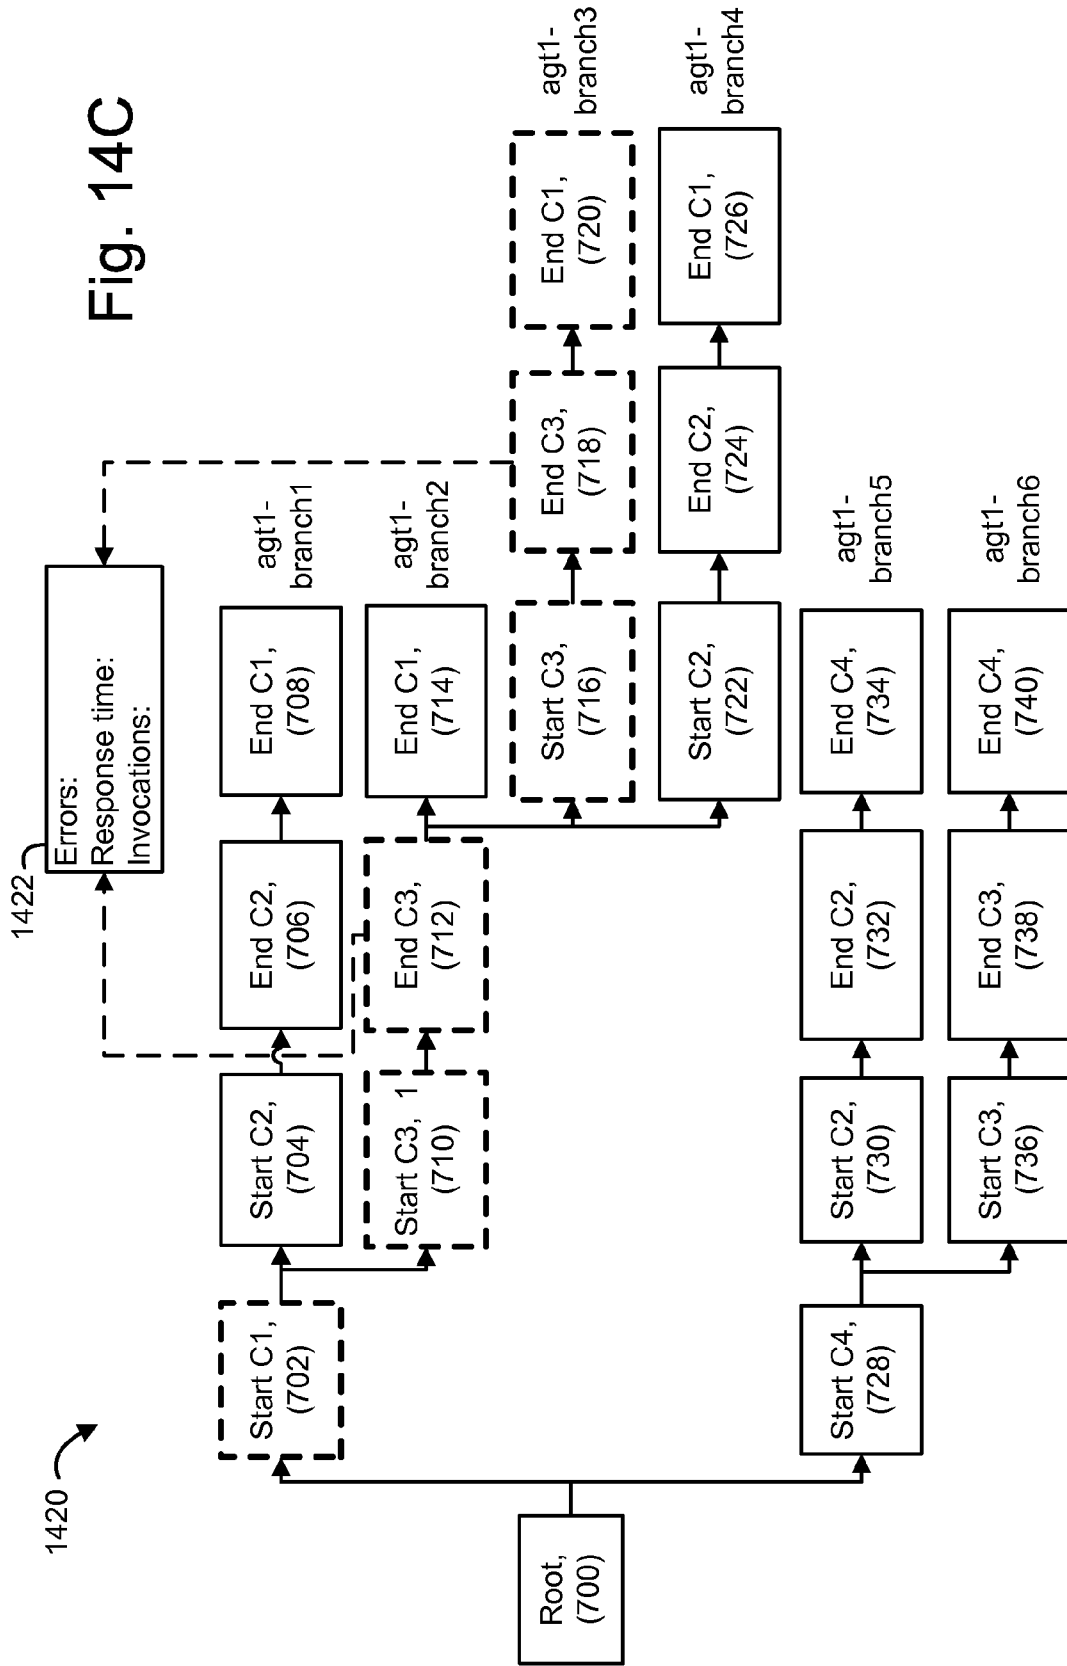 Fig. 14C
1420
1422
Errors:
Response time:
Invocations:
Root,
(700)
Start C1,
(702)
Start C2,
(704)
End C2,
(706)
End C1,
(708)
agt1-
branch1
Start C3, 1
(710)
End C3,
(712)
End C1,
(714)
agt1-
branch2
Start C3,
(716)
End C3,
(718)
End C1,
(720)
agt1-
branch3
Start C2,
(722)
End C2,
(724)
End C1,
(726)
agt1-
branch4
Start C4,
(728)
Start C2,
(730)
End C2,
(732)
End C4,
(734)
agt1-
branch5
Start C3,
(736)
End C3,
(738)
End C4,
(740)
agt1-
branch6